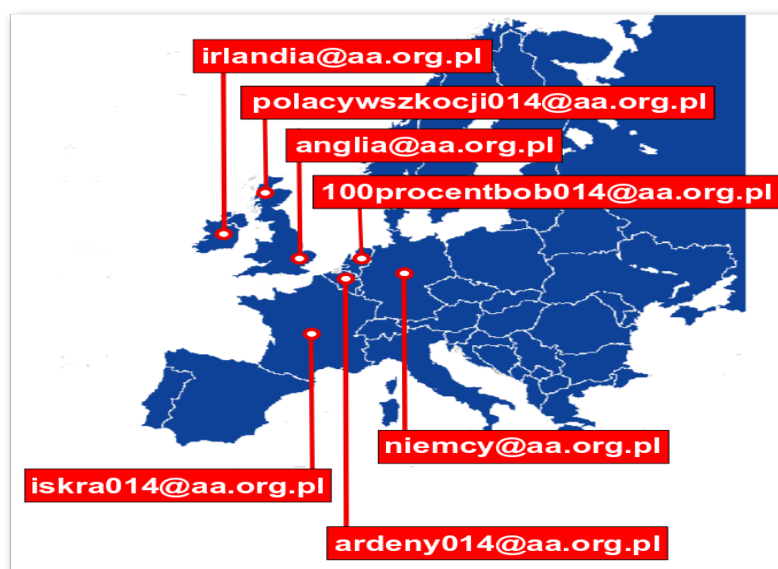 irlandia@aa.org.pl
polacywszkocji014@aa.org.pl
anglia@aa.org.pl
100procentbob014@aa.org.pl
niemcy@aa.org.pl
iskra014@aa.org.pl
ardeny014@aa.org.pl